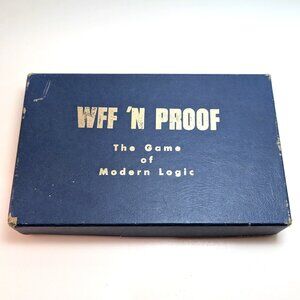 WFF 'N PROOF
The Game
of
Modern Logic